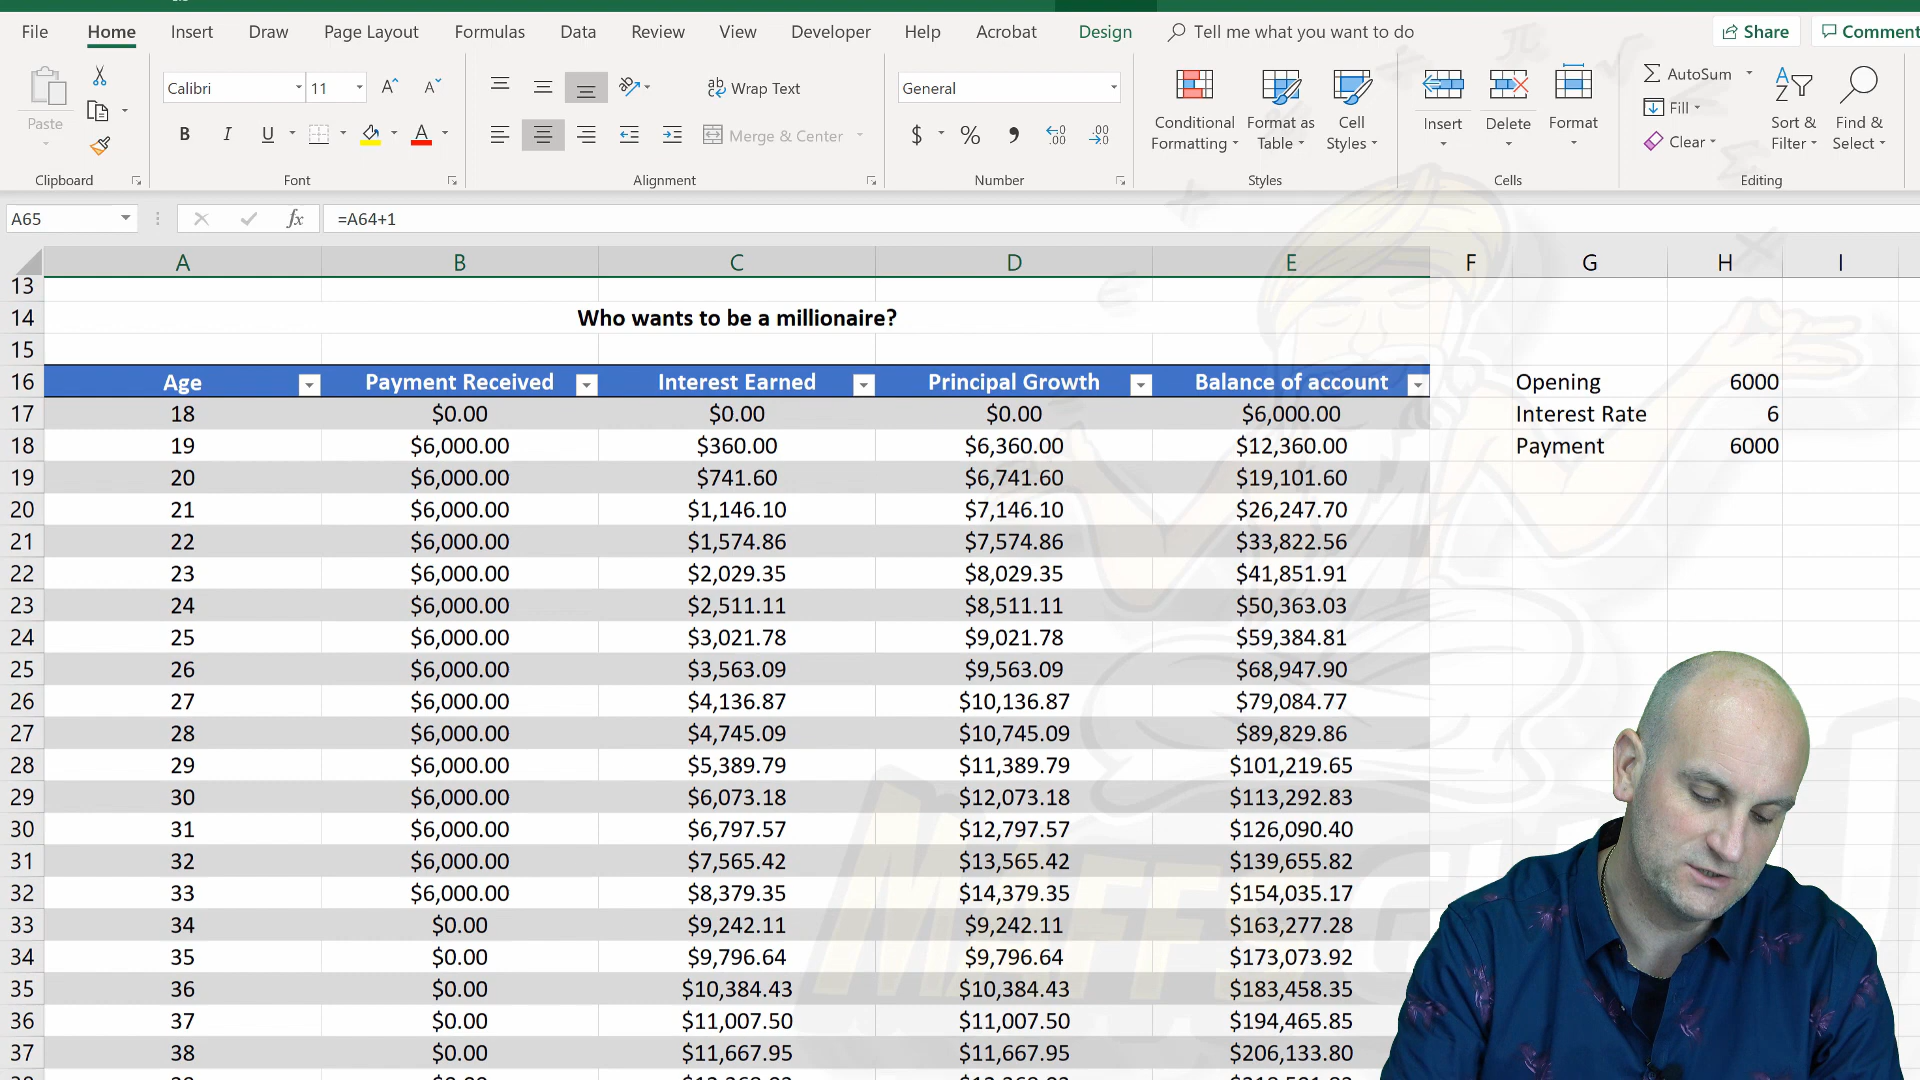 File Home Insert Draw Page Layout Formulas Data Review View Developer Help Acrobat Design Tell me what you want to do Share Comment
Calibri 11 Wrap Text General AutoSum
Paste B I U A Merge & Center $ % Conditional Formatting Format as Table Cell Styles Insert Delete Format Fill Clear Sort & Filter Find & Select
Clipboard Font Alignment Number Styles Cells Editing
A65 fx =A64+1
A B C D E F G H I
13
14 Who wants to be a millionaire?
15
16 Age Payment Received Interest Earned Principal Growth Balance of account Opening 6000
17 18 $0.00 $0.00 $0.00 $6,000.00 Interest Rate 6
18 19 $6,000.00 $360.00 $6,360.00 $12,360.00 Payment 6000
19 20 $6,000.00 $741.60 $6,741.60 $19,101.60
20 21 $6,000.00 $1,146.10 $7,146.10 $26,247.70
21 22 $6,000.00 $1,574.86 $7,574.86 $33,822.56
22 23 $6,000.00 $2,029.35 $8,029.35 $41,851.91
23 24 $6,000.00 $2,511.11 $8,511.11 $50,363.03
24 25 $6,000.00 $3,021.78 $9,021.78 $59,384.81
25 26 $6,000.00 $3,563.09 $9,563.09 $68,947.90
26 27 $6,000.00 $4,136.87 $10,136.87 $79,084.77
27 28 $6,000.00 $4,745.09 $10,745.09 $89,829.86
28 29 $6,000.00 $5,389.79 $11,389.79 $101,219.65
29 30 $6,000.00 $6,073.18 $12,073.18 $113,292.83
30 31 $6,000.00 $6,797.57 $12,797.57 $126,090.40
31 32 $6,000.00 $7,565.42 $13,565.42 $139,655.82
32 33 $6,000.00 $8,379.35 $14,379.35 $154,035.17
33 34 $0.00 $9,242.11 $9,242.11 $163,277.28
34 35 $0.00 $9,796.64 $9,796.64 $173,073.92
35 36 $0.00 $10,384.43 $10,384.43 $183,458.35
36 37 $0.00 $11,007.50 $11,007.50 $194,465.85
37 38 $0.00 $11,667.95 $11,667.95 $206,133.80